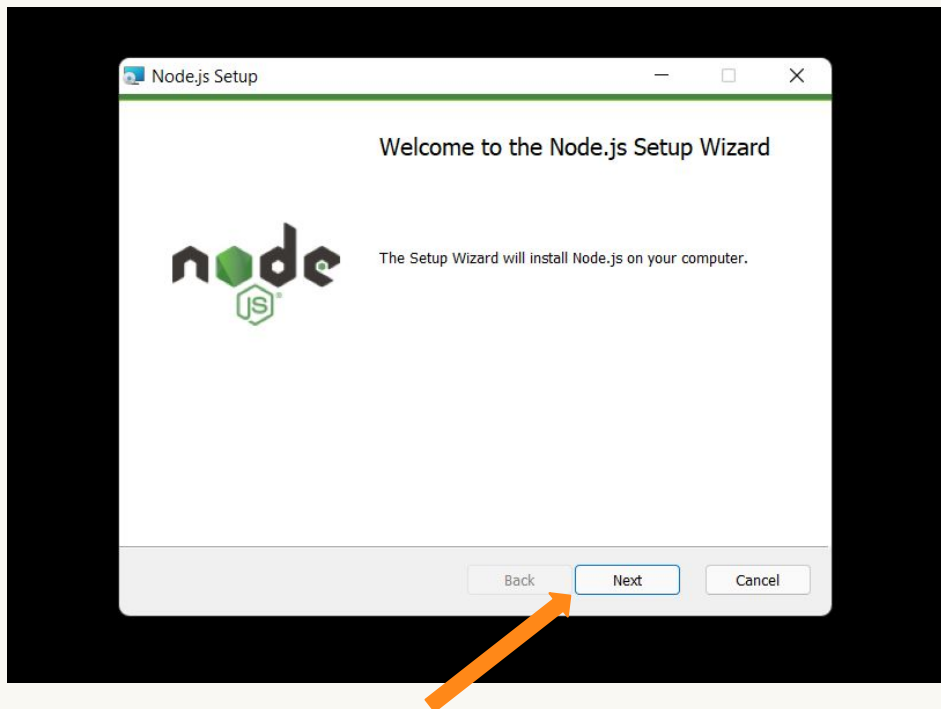 Node.js Setup
Welcome to the Node.js Setup Wizard
node
JS
The Setup Wizard will install Node.js on your computer.
Back
Next
Cancel